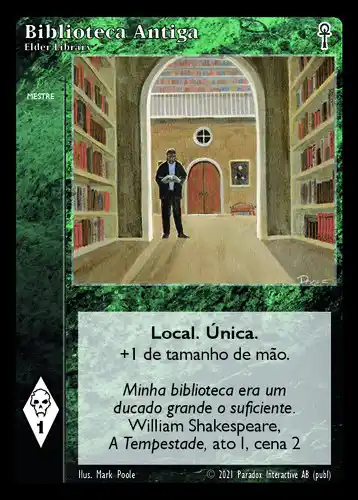 Biblioteca Antiga
Elder Library
MESTRE
Local. Única.
+1 de tamanho de mão.
Minha biblioteca era um
ducado grande o suficiente.
William Shakespeare,
A Tempestade, ato I, cena 2
1
Ilus. Mark Poole
© 2021 Paradox Interactive AB (publ)